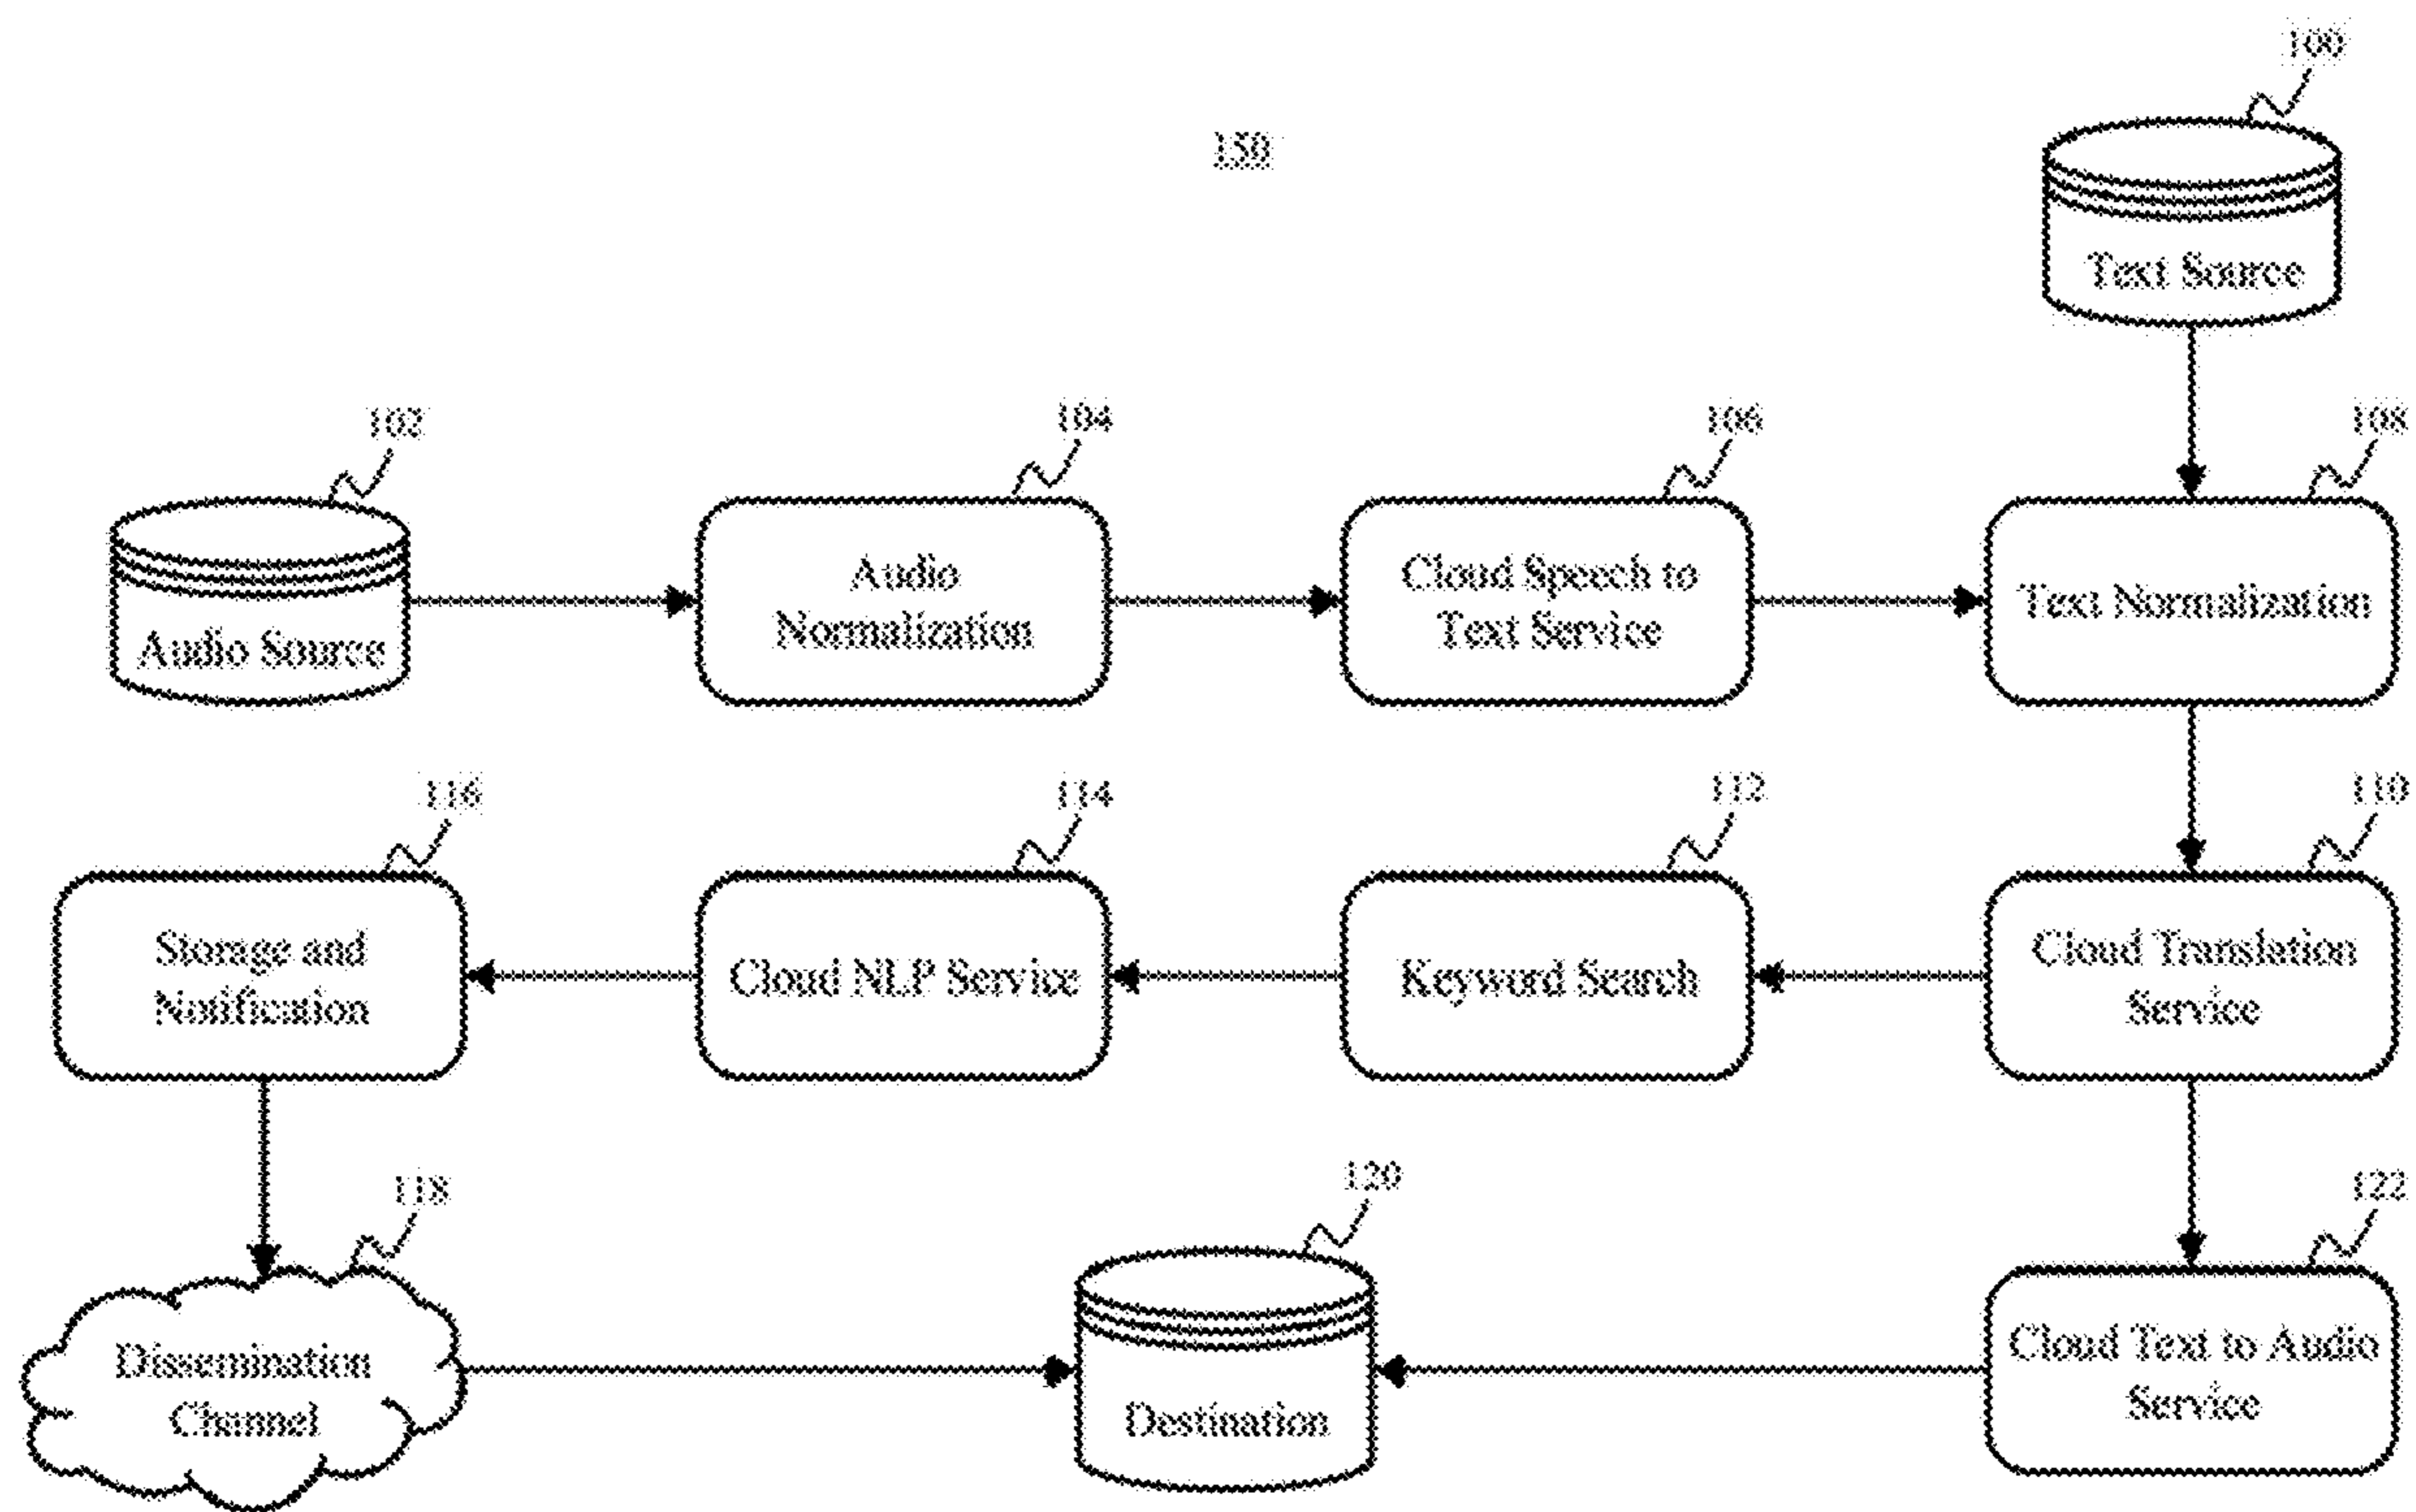 100
150
Text Source
102
104
106
108
Audio Source
Audio
Normalization
Cloud Speech to
Text Service
Text Normalization
116
114
112
110
Storage and
Notification
Cloud NLP Service
Keyword Search
Cloud Translation
Service
118
120
122
Dissemination
Channel
Destination
Cloud Text to Audio
Service